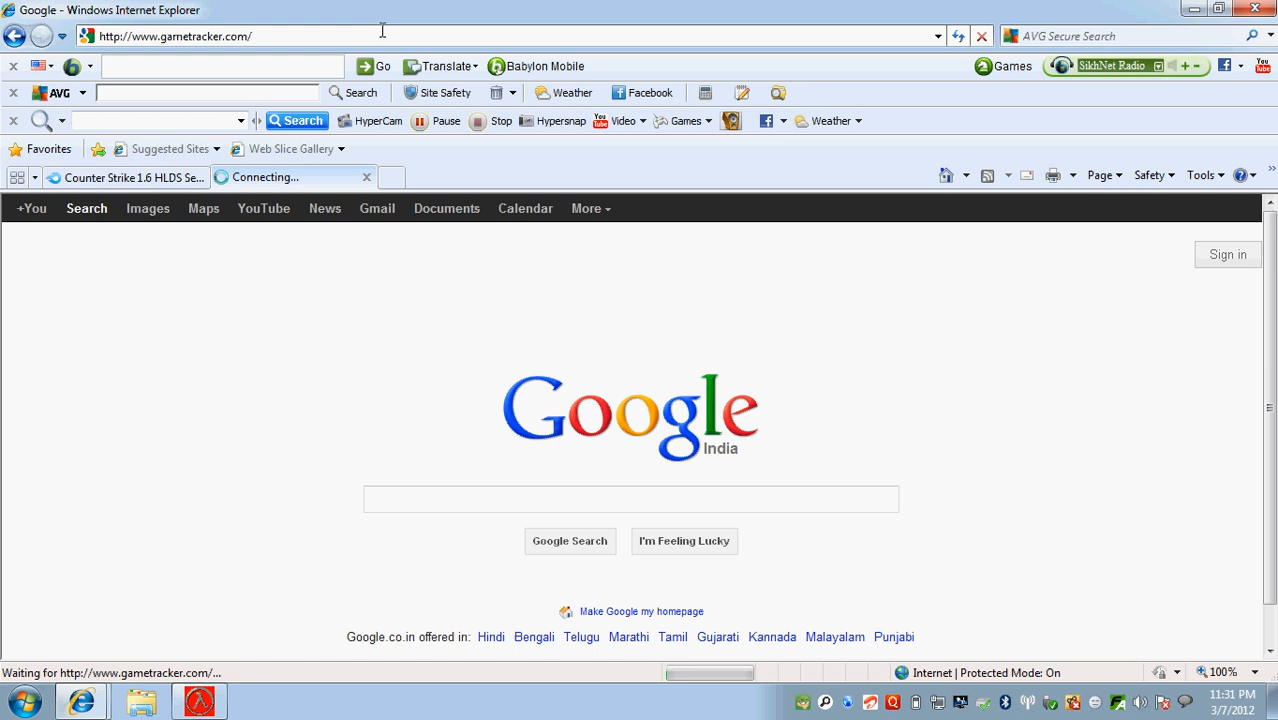 Google - Windows Internet Explorer
http://www.gametracker.com/
AVG Secure Search
Go
Translate
Babylon Mobile
Games
SikhNet Radio
You Tube
AVG
Search
Site Safety
Weather
Facebook
Search
HyperCam
Pause
Stop
Hypersnap
You Tube
Video
Games
Weather
Favorites
Suggested Sites
Web Slice Gallery
Counter Strike 1.6 HLDS Se...
Connecting...
Page
Safety
Tools
+You
Search
Images
Maps
YouTube
News
Gmail
Documents
Calendar
More
Sign in
Google
India
Google Search
I'm Feeling Lucky
Make Google my homepage
Google.co.in offered in: Hindi Bengali Telugu Marathi Tamil Gujarati Kannada Malayalam Punjabi
Waiting for http://www.gametracker.com/...
Internet | Protected Mode: On
100%
11:31 PM
3/7/2012